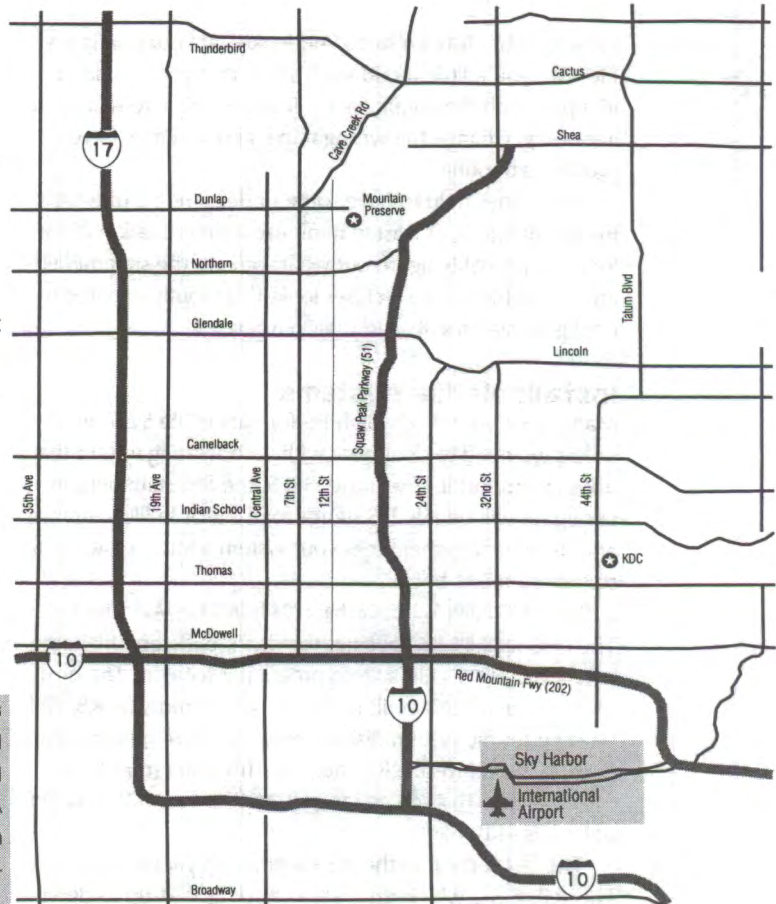 Thunderbird
Cactus
17
Cave Creek Rd
Shea
Dunlap
Mountain
Preserve
Northern
Tatum Blvd
Glendale
Lincoln
Squaw Peak Parkway (51)
Camelback
35th Ave
19th Ave
Central Ave
7th St
12th St
24th St
32nd St
44th St
Indian School
KDC
Thomas
McDowell
10
Red Mountain Fwy (202)
10
Sky Harbor
International
Airport
10
Broadway